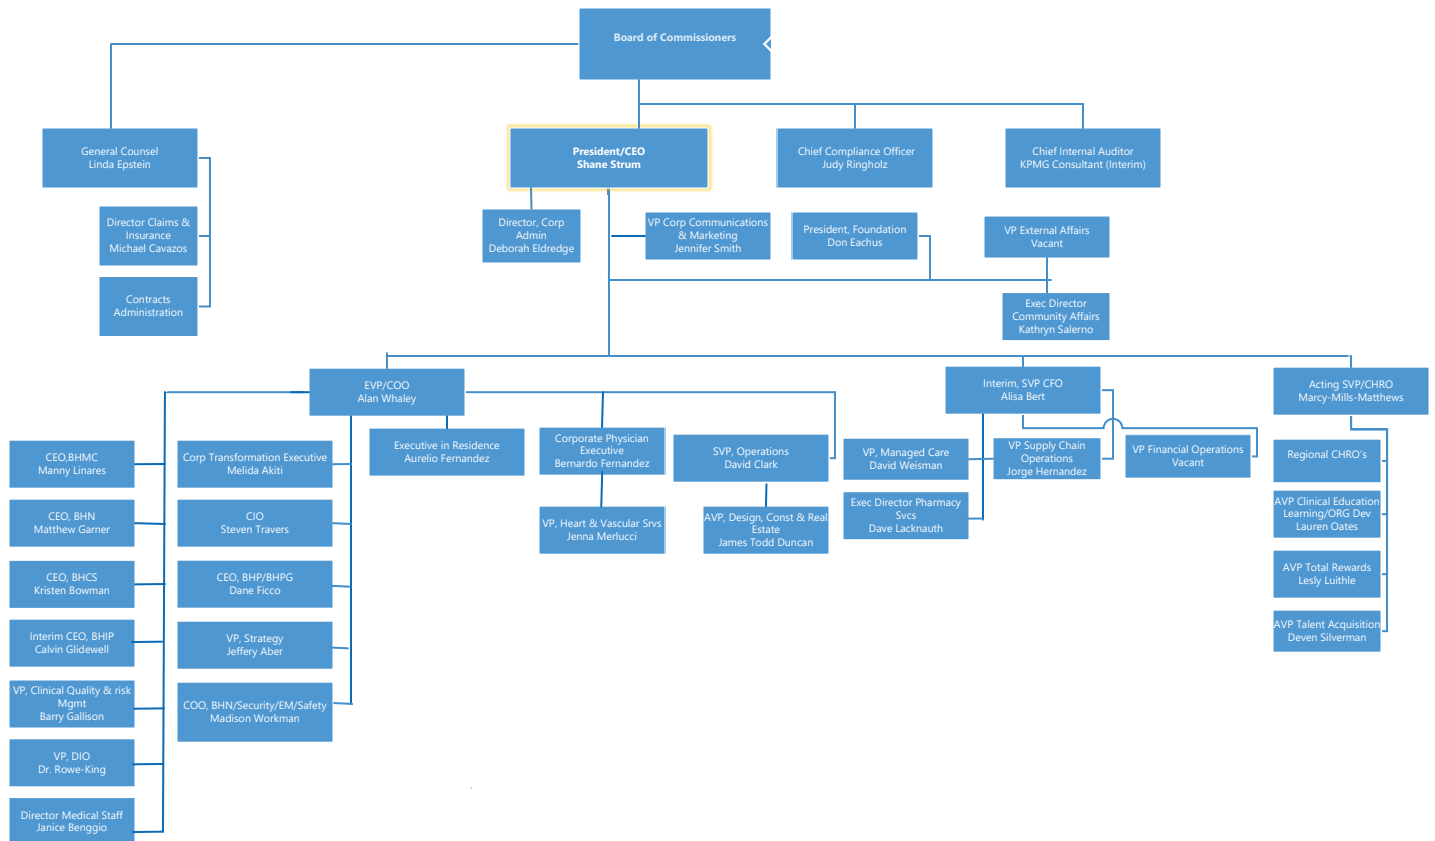 Board of Commissioners
General Counsel
Linda Epstein
President/CEO
Shane Strum
Chief Compliance Officer
Judy Ringholz
Chief Internal Auditor
KPMG Consultant (Interim)
Director Claims &
Insurance
Michael Cavazos
Contracts
Administration
Director, Corp
Admin
Deborah Eldredge
VP Corp Communications
& Marketing
Jennifer Smith
President, Foundation
Don Eachus
VP External Affairs
Vacant
Exec Director
Community Affairs
Kathryn Salerno
EVP/COO
Alan Whaley
Interim, SVP CFO
Alisa Bert
Acting SVP/CHRO
Marcy-Mills-Matthews
CEO,BHMC
Manny Linares
CEO, BHN
Matthew Garner
CEO, BHCS
Kristen Bowman
Interim CEO, BHIP
Calvin Glidewell
VP, Clinical Quality & risk
Mgmt
Barry Gallison
VP, DIO
Dr. Rowe-King
Director Medical Staff
Janice Benggio
Corp Transformation Executive
Melida Akiti
CIO
Steven Travers
CEO, BHP/BHPG
Dane Ficco
VP, Strategy
Jeffery Aber
COO, BHN/Security/EM/Safety
Madison Workman
Executive in Residence
Aurelio Fernandez
Corporate Physician
Executive
Bernardo Fernandez
VP, Heart & Vascular Srvs
Jenna Merlucci
SVP, Operations
David Clark
AVP, Design, Const & Real
Estate
James Todd Duncan
VP, Managed Care
David Weisman
Exec Director Pharmacy
Svcs
Dave Lacknauth
VP Supply Chain
Operations
Jorge Hernandez
VP Financial Operations
Vacant
Regional CHRO's
AVP Clinical Education
Learning/ORG Dev
Lauren Oates
AVP Total Rewards
Lesly Luithle
AVP Talent Acquisition
Deven Silverman